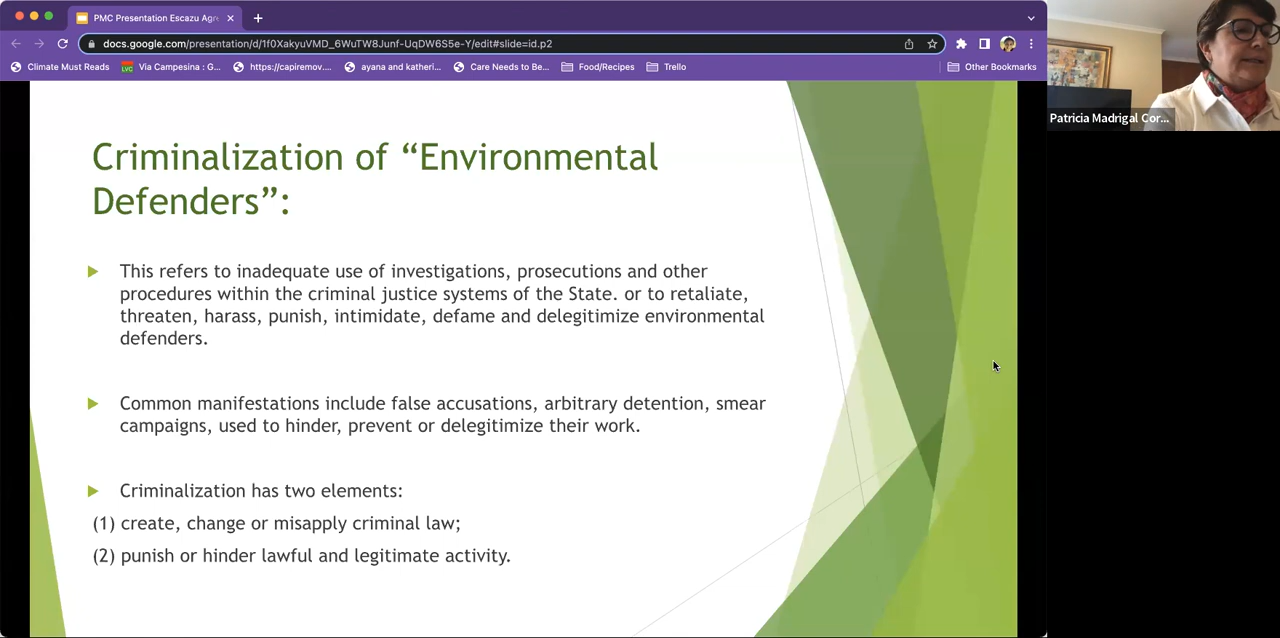 PMC Presentation Escazu Agre
docs.google.com/presentation/d/1f0XakyuVMD_6WuTW8Junf-UqDW6S5e-Y/edit#slide=id.p2
Climate Must Reads
LVC
Via Campesina : G...
https://capiremov....
ayana and katheri...
Care Needs to Be...
Food/Recipes
Trello
Other Bookmarks
Patricia Madrigal Cor...
Criminalization of “Environmental
Defenders”:
This refers to inadequate use of investigations, prosecutions and other
procedures within the criminal justice systems of the State. or to retaliate,
threaten, harass, punish, intimidate, defame and delegitimize environmental
defenders.
Common manifestations include false accusations, arbitrary detention, smear
campaigns, used to hinder, prevent or delegitimize their work.
Criminalization has two elements:
(1) create, change or misapply criminal law;
(2) punish or hinder lawful and legitimate activity.